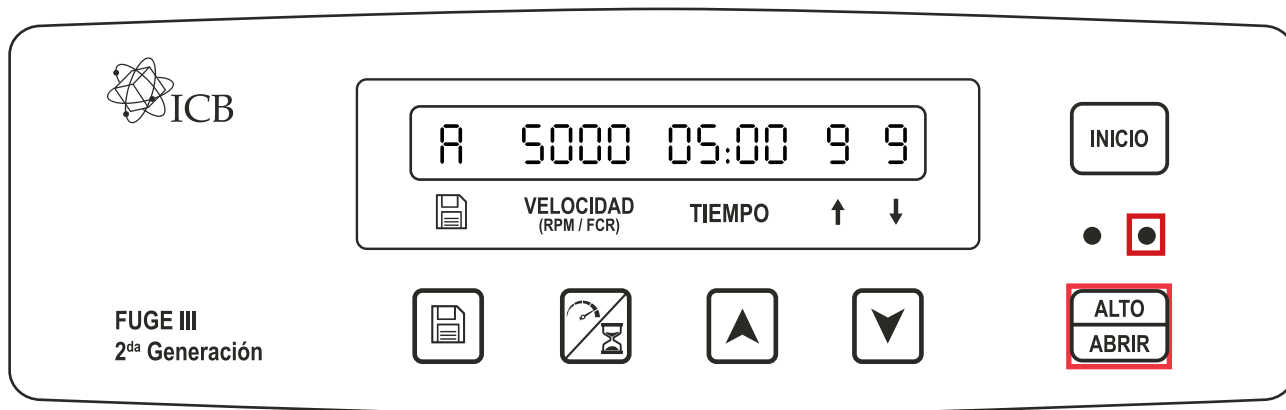 ICB
A 5000 05:00 9 9
VELOCIDAD TIEMPO
(RPM / FCR)
INICIO
FUGE III
2da Generación
ALTO
ABRIR